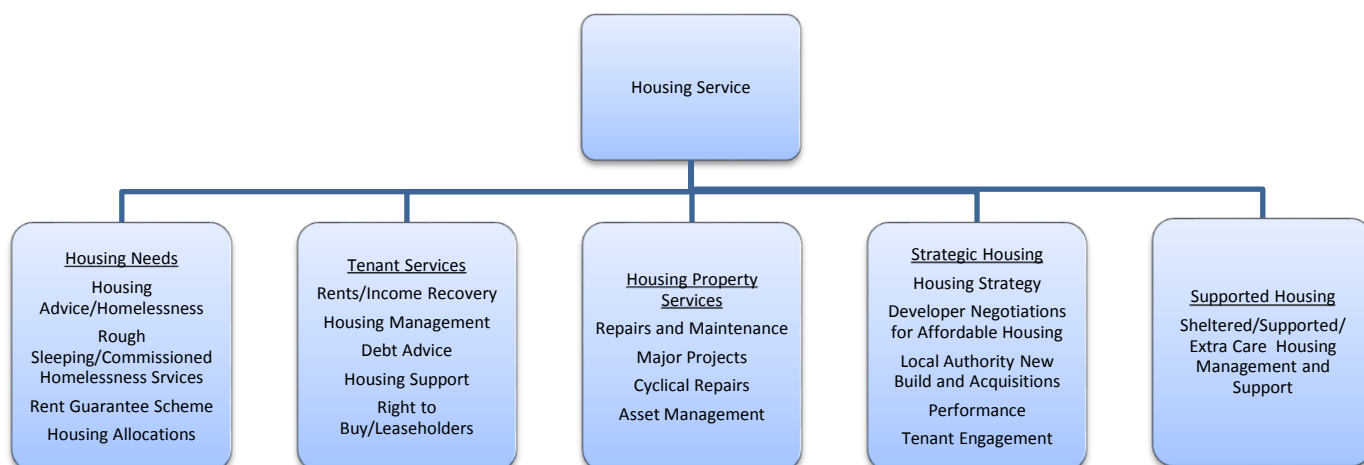 Housing Service
Housing Needs
Housing
Advice/Homelessness
Rough
Sleeping/Commissioned
Homelessness Srvices
Rent Guarantee Scheme
Housing Allocations
Tenant Services
Rents/Income Recovery
Housing Management
Debt Advice
Housing Support
Right to
Buy/Leaseholders
Housing Property
Services
Repairs and Maintenance
Major Projects
Cyclical Repairs
Asset Management
Strategic Housing
Housing Strategy
Developer Negotiations
for Affordable Housing
Local Authority New
Build and Acquisitions
Performance
Tenant Engagement
Supported Housing
Sheltered/Supported/
Extra Care Housing
Management and
Support